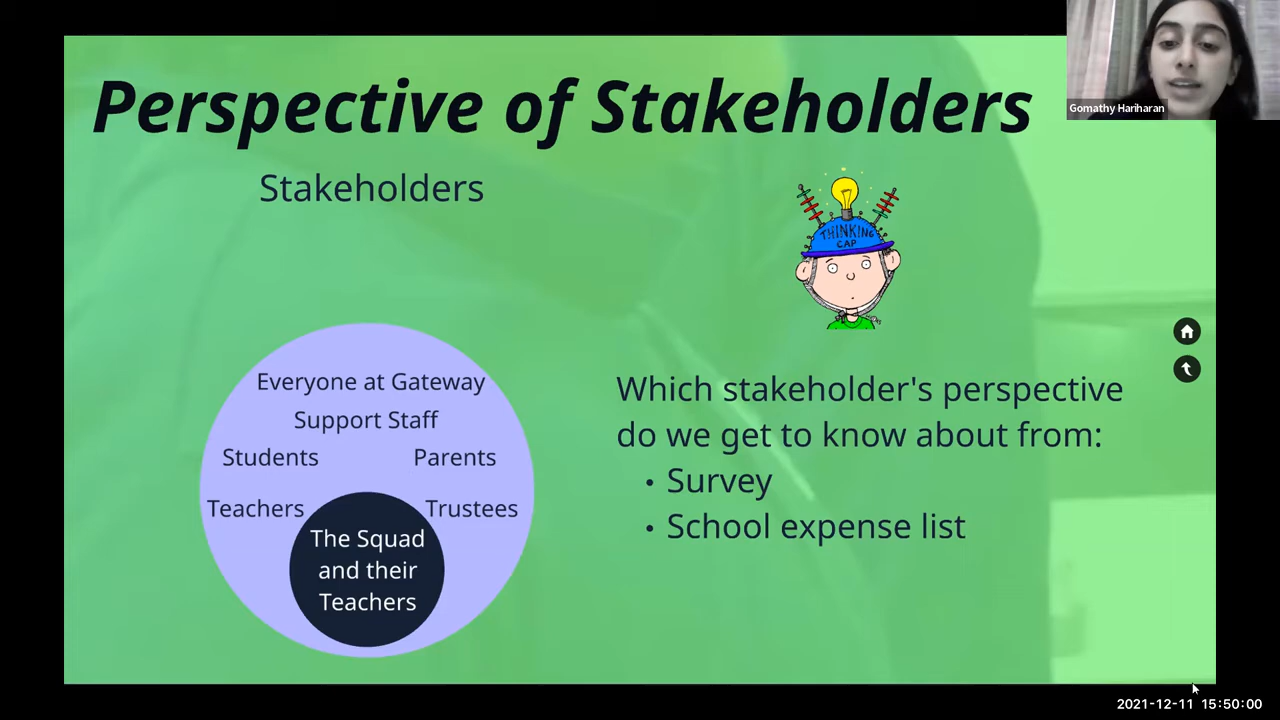 Perspective of Stakeholders
Gomathy Hariharan
Stakeholders
THINKING
CAP
Everyone at Gateway
Support Staff
Students Parents
Teachers Trustees
The Squad
and their
Teachers
Which stakeholder's perspective
do we get to know about from:
• Survey
• School expense list
2021-12-11 15:50:00